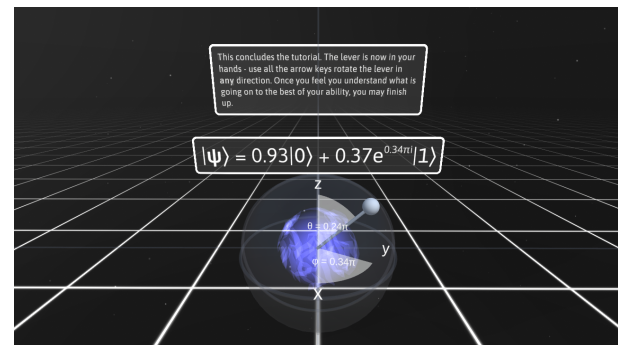 This concludes the tutorial. The lever is now in your
hands - use all the arrow keys rotate the lever in
any direction. Once you feel you understand what is
going on to the best of your ability, you may finish
up.
|ψ⟩ = 0.93|0⟩ + 0.37e^0.34πi|1⟩
z
θ = 0.24π
y
φ = 0.34π
X